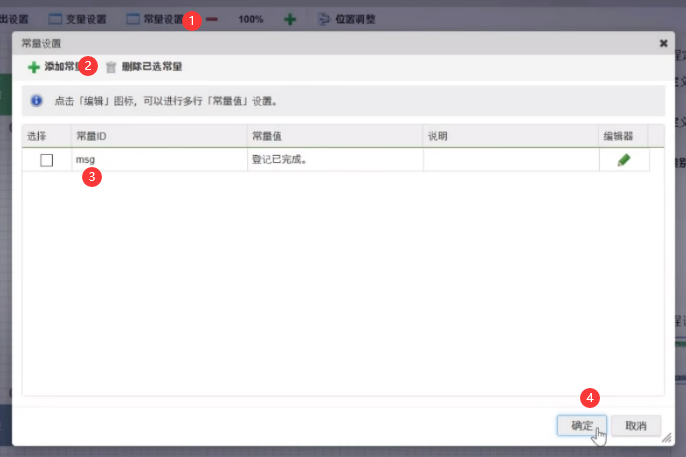 出设置 变量设置 常量设置 1 100% 位置调整
常量设置
添加常 2 删除已选常量
点击「编辑」图标，可以进行多行「常量值」设置。
选择 常量ID 常量值 说明 编辑器
msg 登记已完成。
3
4
确定 取消